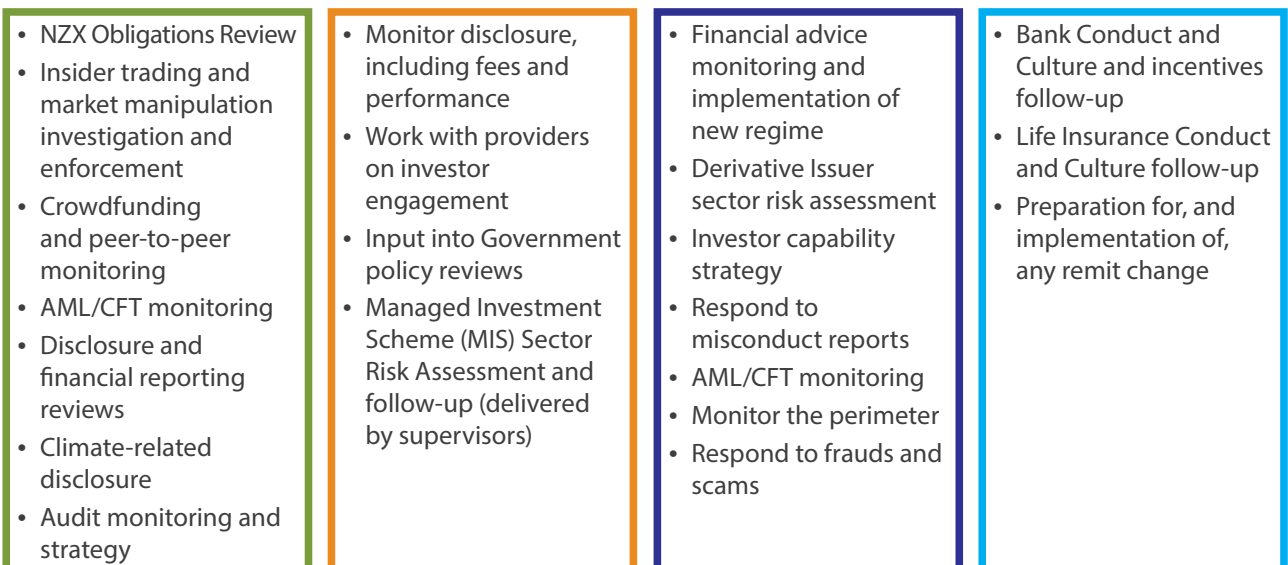 • NZX Obligations Review
• Insider trading and
market manipulation
investigation and
enforcement
• Crowdfunding
and peer-to-peer
monitoring
• AML/CFT monitoring
• Disclosure and
financial reporting
reviews
• Climate-related
disclosure
• Audit monitoring and
strategy
• Monitor disclosure,
including fees and
performance
• Work with providers
on investor
engagement
• Input into Government
policy reviews
• Managed Investment
Scheme (MIS) Sector
Risk Assessment and
follow-up (delivered
by supervisors)
• Financial advice
monitoring and
implementation of
new regime
• Derivative Issuer
sector risk assessment
• Investor capability
strategy
• Respond to
misconduct reports
• AML/CFT monitoring
• Monitor the perimeter
• Respond to frauds and
scams
• Bank Conduct and
Culture and incentives
follow-up
• Life Insurance Conduct
and Culture follow-up
• Preparation for, and
implementation of,
any remit change